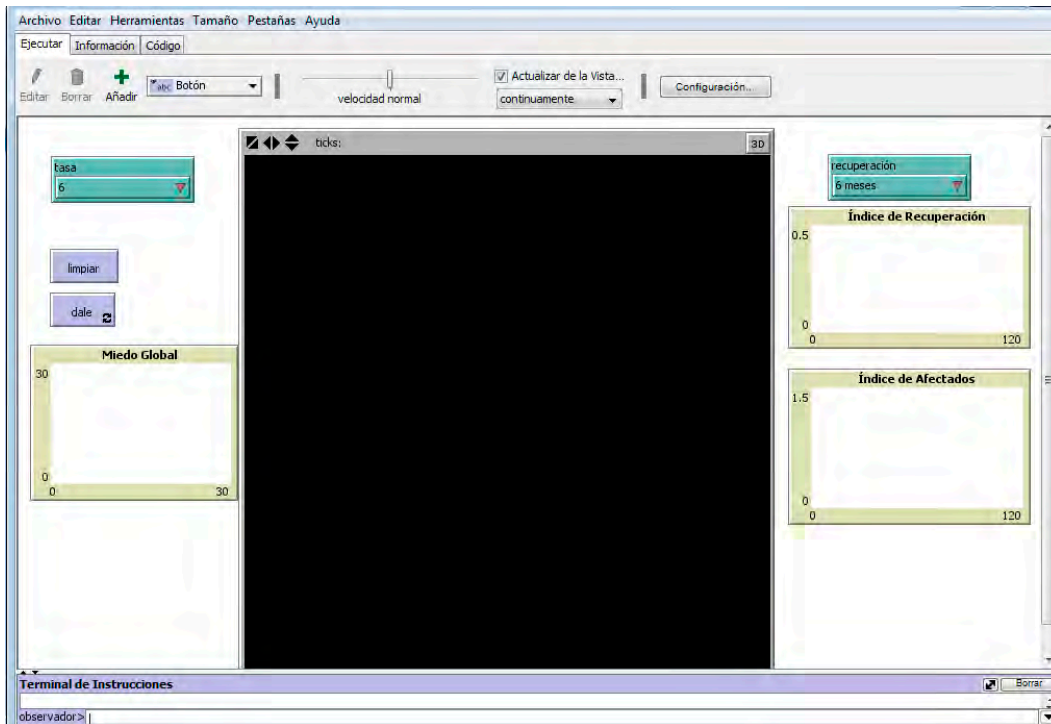 Archivo Editar Herramientas Tamaño Pestañas Ayuda
Ejecutar Información Código
Editar Borrar Añadir
abc Botón
velocidad normal
Actualizar de la Vista...
continuamente
Configuración...
ticks:
3D
tasa
6
limpiar
dale
Miedo Global
30
0
0 30
recuperación
6 meses
Índice de Recuperación
0.5
0
0 120
Índice de Afectados
1.5
0
0 120
Terminal de Instrucciones
Borrar
observador>